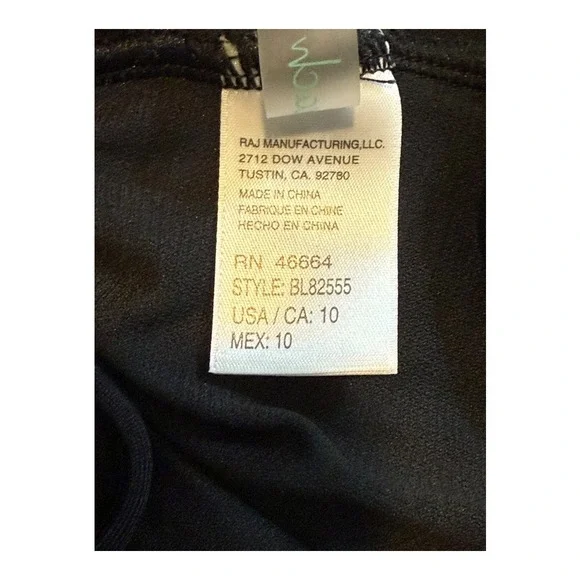 RAJ MANUFACTURING,LLC.
2712 DOW AVENUE
TUSTIN, CA. 92780
MADE IN CHINA
FABRIQUE EN CHINE
HECHO EN CHINA
RN 46664
STYLE: BL82555
USA / CA: 10
MEX: 10